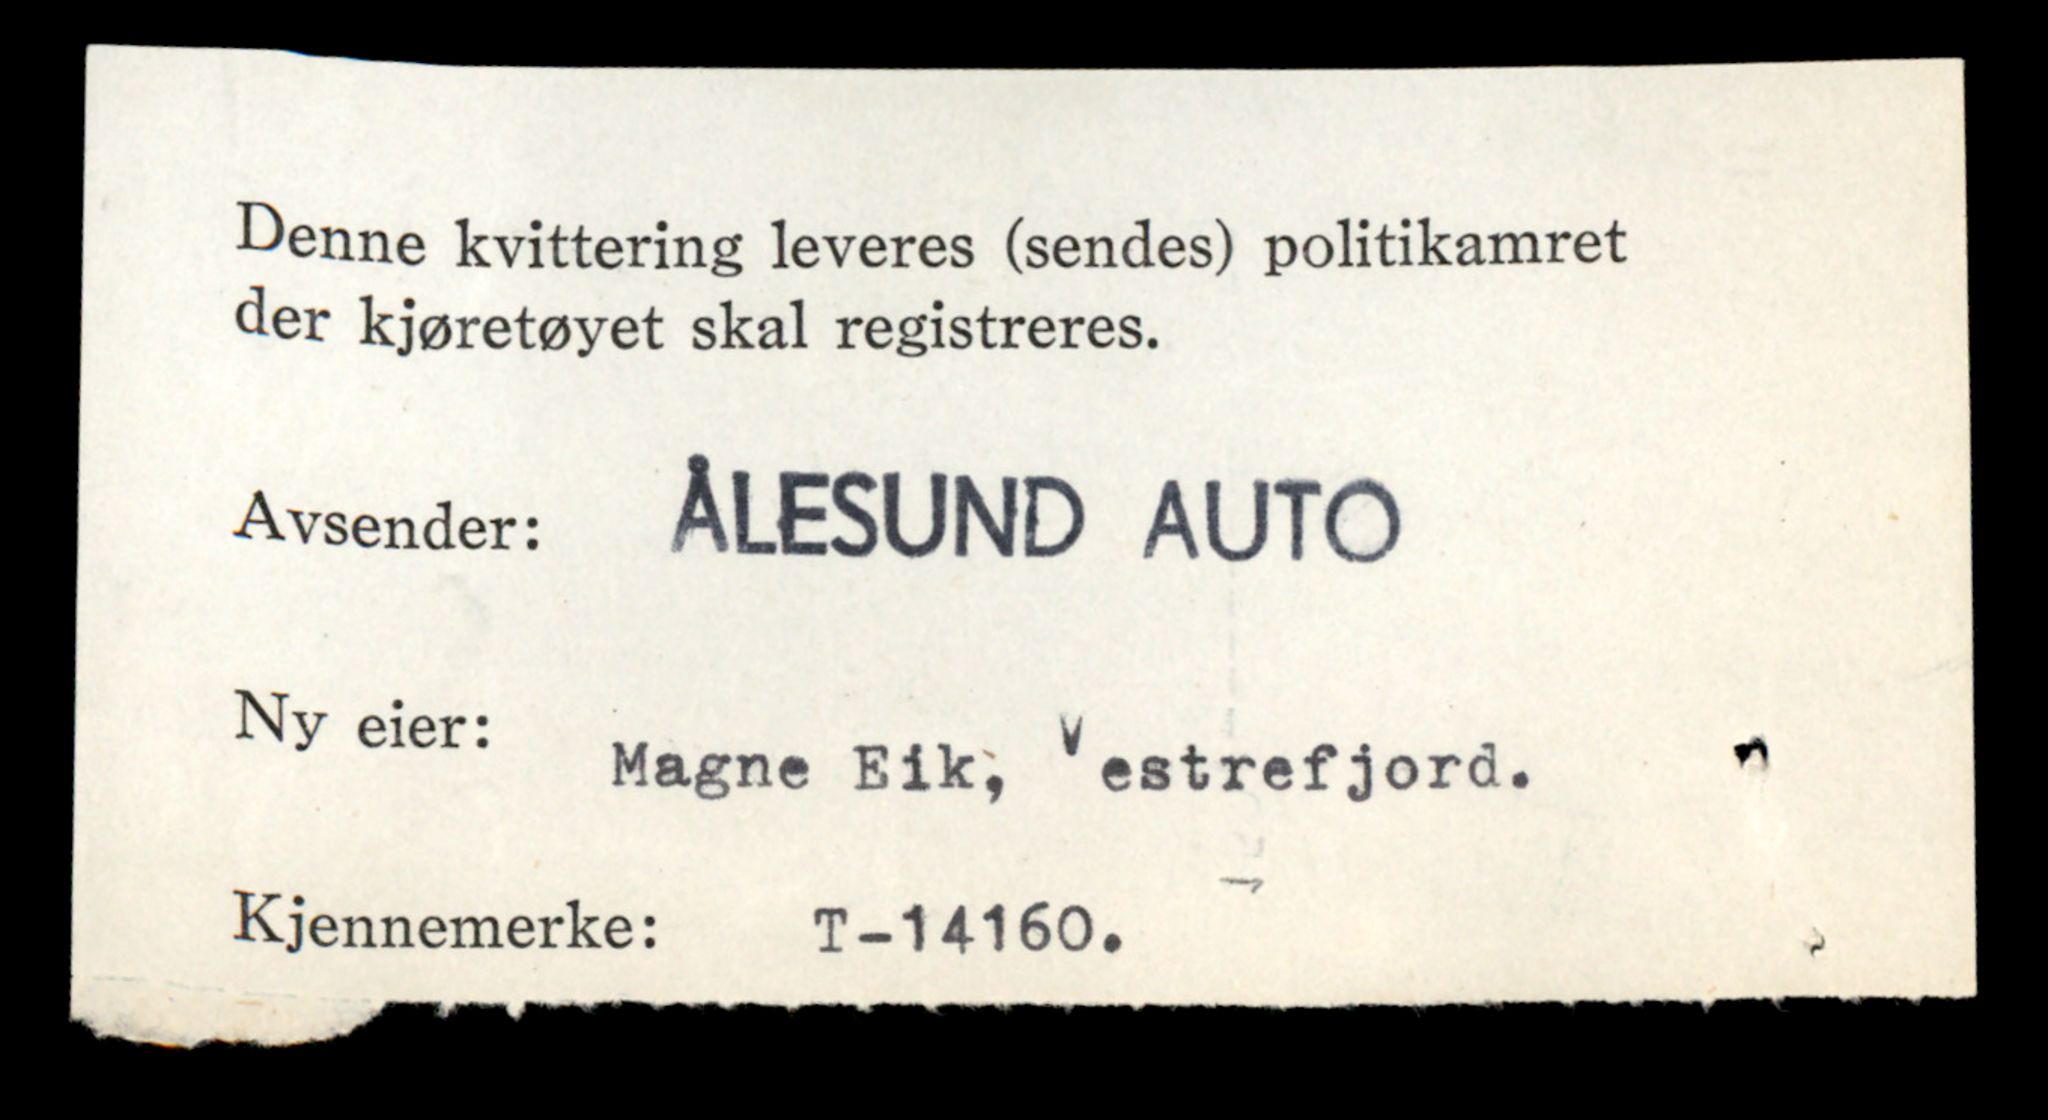 Denne kvittering leveres (sendes) politikamret
der kjøretøyet skal registreres.
Avsender: ÅLESUND AUTO
Ny eier: Magne Eik, Vestrefjord.
Kjennemerke: T-14160.